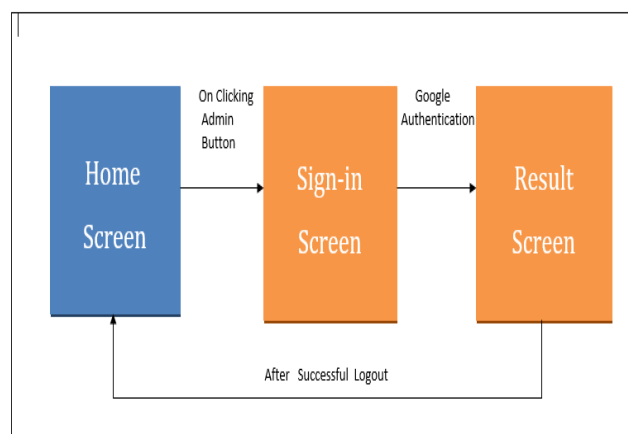 On Clicking
Admin
Button
Google
Authentication
Home
Screen
Sign-in
Screen
Result
Screen
After Successful Logout